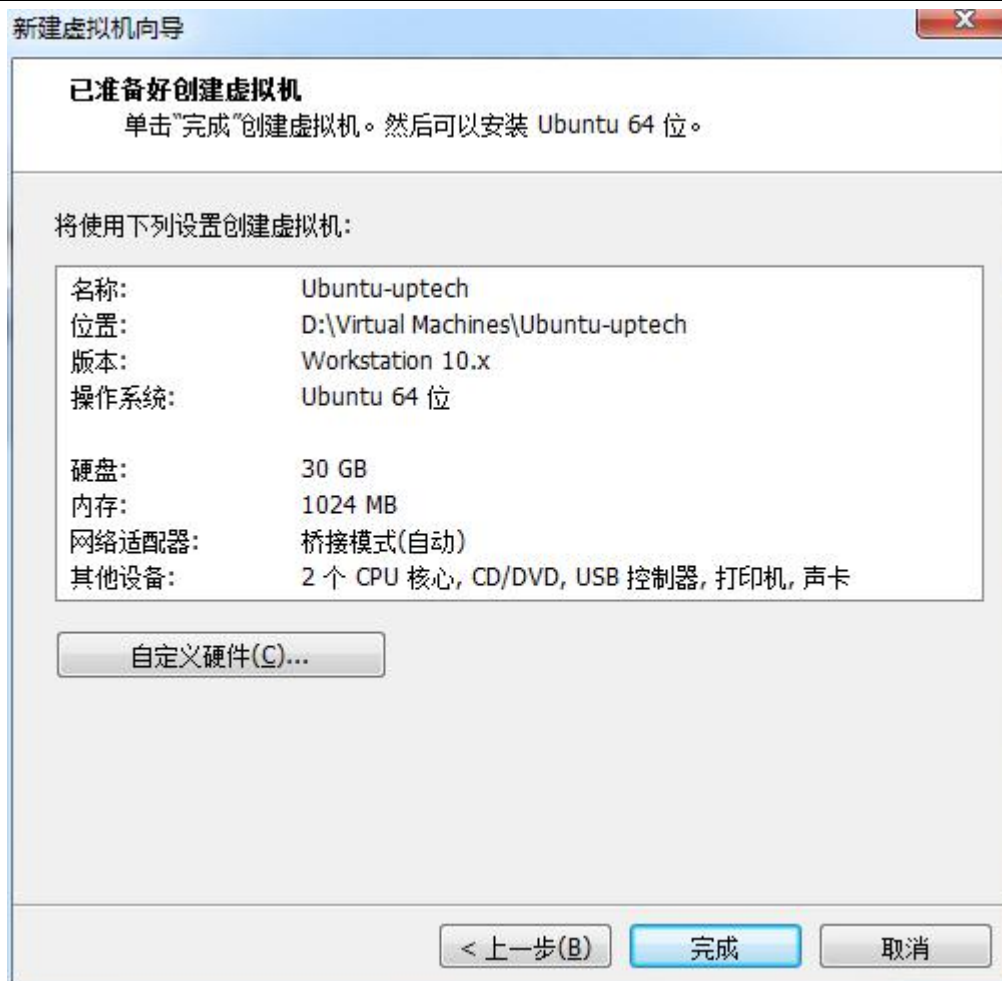 新建虚拟机向导
X
已准备好创建虚拟机
单击"完成"创建虚拟机。然后可以安装 Ubuntu 64 位。
将使用下列设置创建虚拟机:
名称: Ubuntu-uptech
位置: D:\Virtual Machines\Ubuntu-uptech
版本: Workstation 10.x
操作系统: Ubuntu 64 位
硬盘: 30 GB
内存: 1024 MB
网络适配器: 桥接模式(自动)
其他设备: 2 个 CPU 核心, CD/DVD, USB 控制器, 打印机, 声卡
自定义硬件(C)...
< 上一步(B) 完成 取消